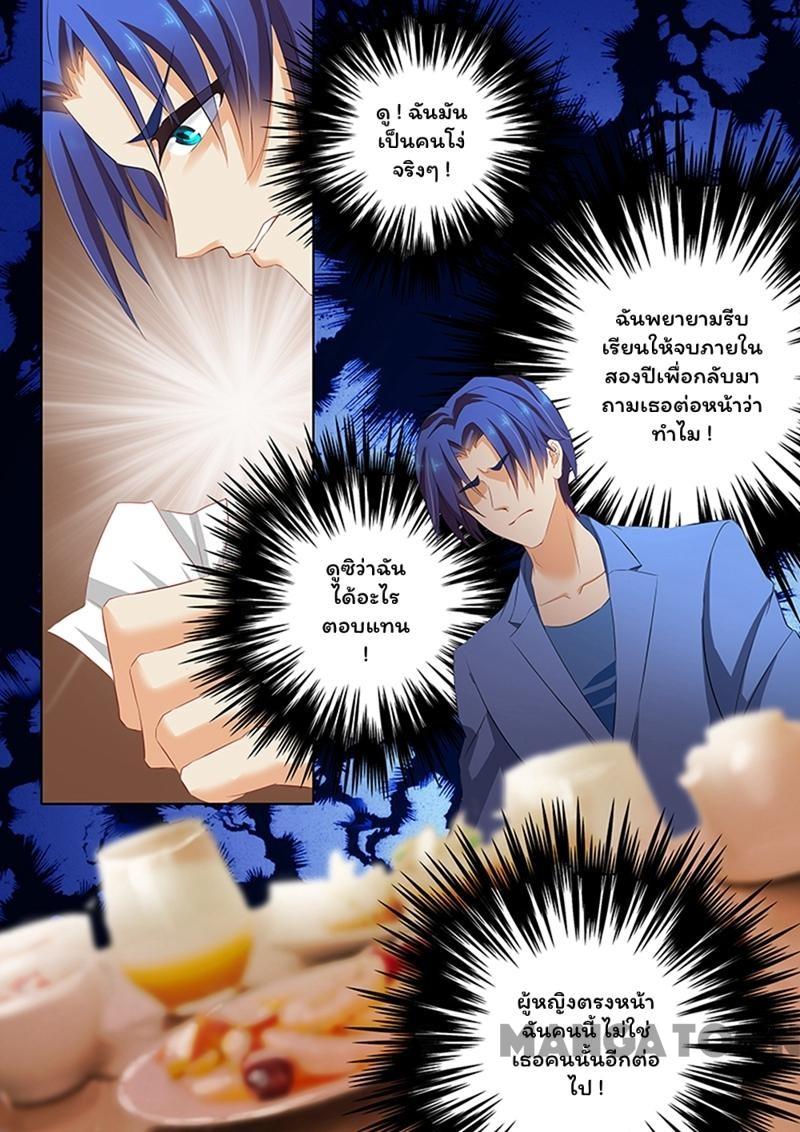 ดู ! ฉันมัน
เป็นคนโง่
จริงๆ !
ฉันพยายามรีบ
เรียนให้จบภายใน
สองปีเพื่อกลับมา
ถามเธอต่อหน้าว่า
ทำไม !
ดูซิว่าฉัน
ได้อะไร
ตอบแทน
!
ผู้หญิงตรงหน้า
ฉันคนนี้ ไม่ใช่
เธอคนนั้นอีกต่อ
ไป !